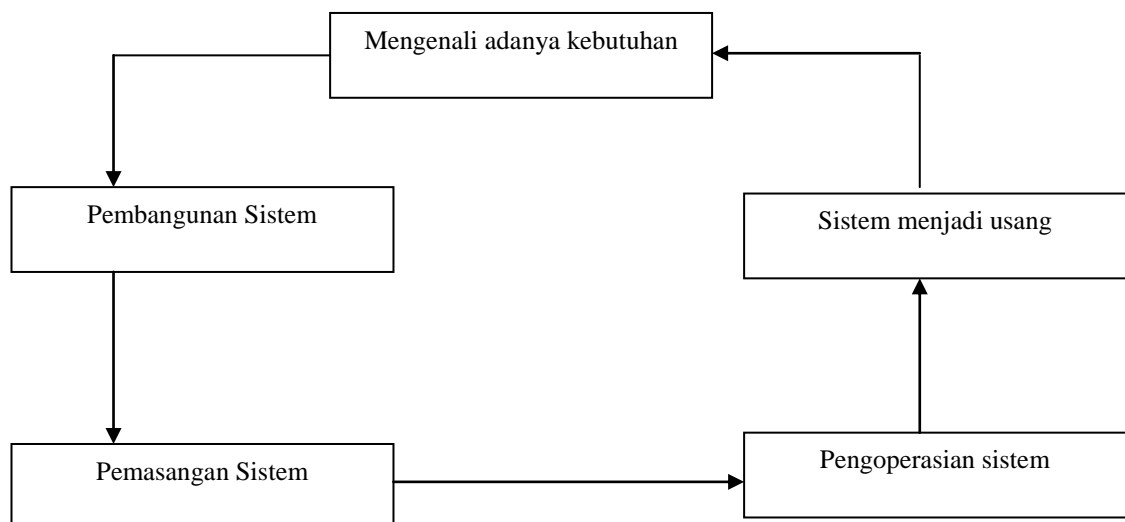 Mengenali adanya kebutuhan
Pembangunan Sistem
Sistem menjadi usang
Pemasangan Sistem
Pengoperasian sistem